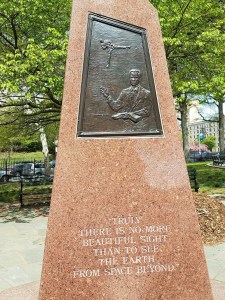 "TRULY
THERE IS NO MORE
BEAUTIFUL SIGHT
THAN TO SEE
THE EARTH
FROM SPACE BEYOND."